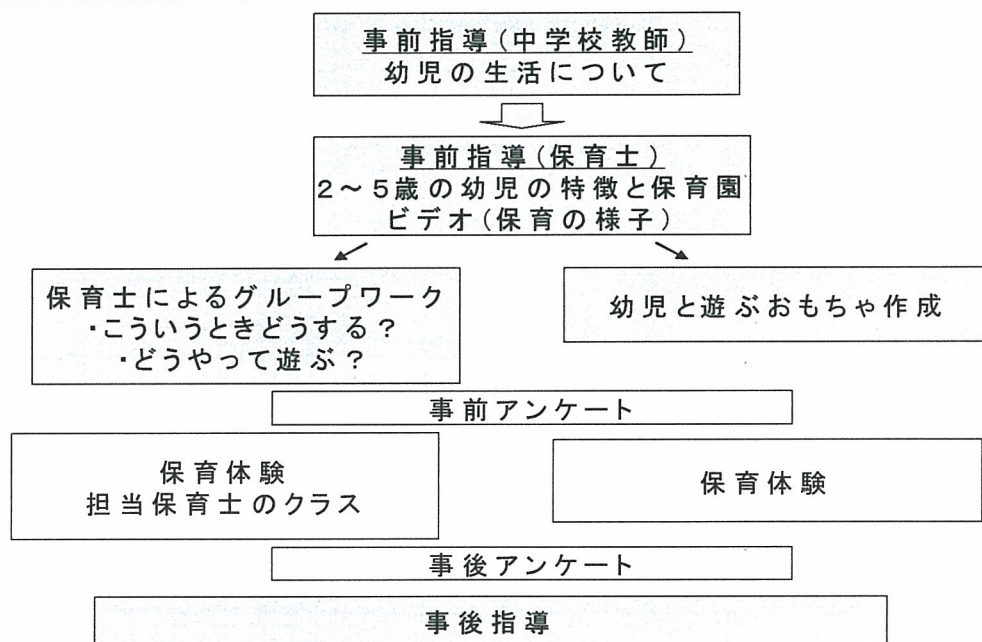 事前指導(中学校教師)
幼児の生活について
事前指導(保育士)
2～5歳の幼児の特徴と保育園
ビデオ(保育の様子)
保育士によるグループワーク
・こういうときどうする?
・どうやって遊ぶ?
幼児と遊ぶおもちゃ作成
事前アンケート
保育体験
担当保育士のクラス
保育体験
事後アンケート
事後指導